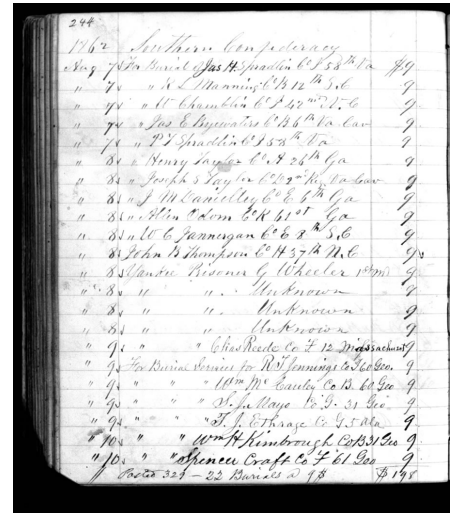 244
1862 Southern Confederacy
Aug 7 For Burial of Jas H. Spradlin Co I 58th Va $9
" 7 " R L Manning Co B 12th S.C 9
" 7 " W Chamblin Co I 42nd N.C 9
" 7 " Jas E Bywaters Co B 6th Va Cav 9
" 7 " P T Spradlin Co I 58th Va 9
" 8 " Henry Taylor Co A 26th Ga 9
" 8 " Joseph S Taylor Co D 2nd Va Cav 9
" 8 " J M Danielley Co E 6th Ga 9
" 8 " Allen Odom Co K 61st Ga 9
" 8 " W C Fannergan Co E 8th S.C 9
" 8 John B Thompson Co H 37th N.C 9
" 8 Yankee Prisoner G Wheeler 1st 9
" 8 " " Unknown 9
" 8 " " Unknown 9
" 8 " " Unknown 9
" 9 " " Chas Reede Co F 12 Massachusetts 9
" 9 For Burial Services for R T Jennings Co I 60 Geo. 9
" 9 " " Wm McCauley Co B. 60 Geo 9
" 9 " " T. J. Mayo Co G. 31 Geo 9
" 9 " " T. J. Ethrage Co G. 5 Ala 9
" 10 " " Wm H Kimbrough Co B 31 Geo 9
" 10 " " Spencer Craft Co F 61 Geo 9
Posted 329 - 22 Burials @ 9$ $198